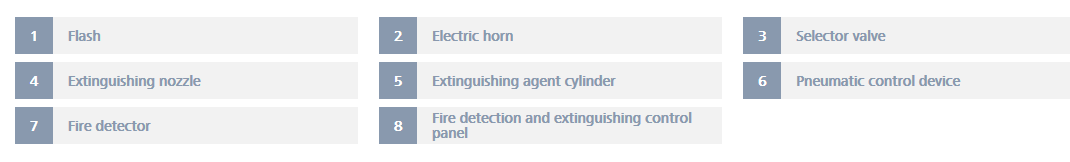 1 Flash
2 Electric horn
3 Selector valve
4 Extinguishing nozzle
5 Extinguishing agent cylinder
6 Pneumatic control device
7 Fire detector
8 Fire detection and extinguishing control
panel